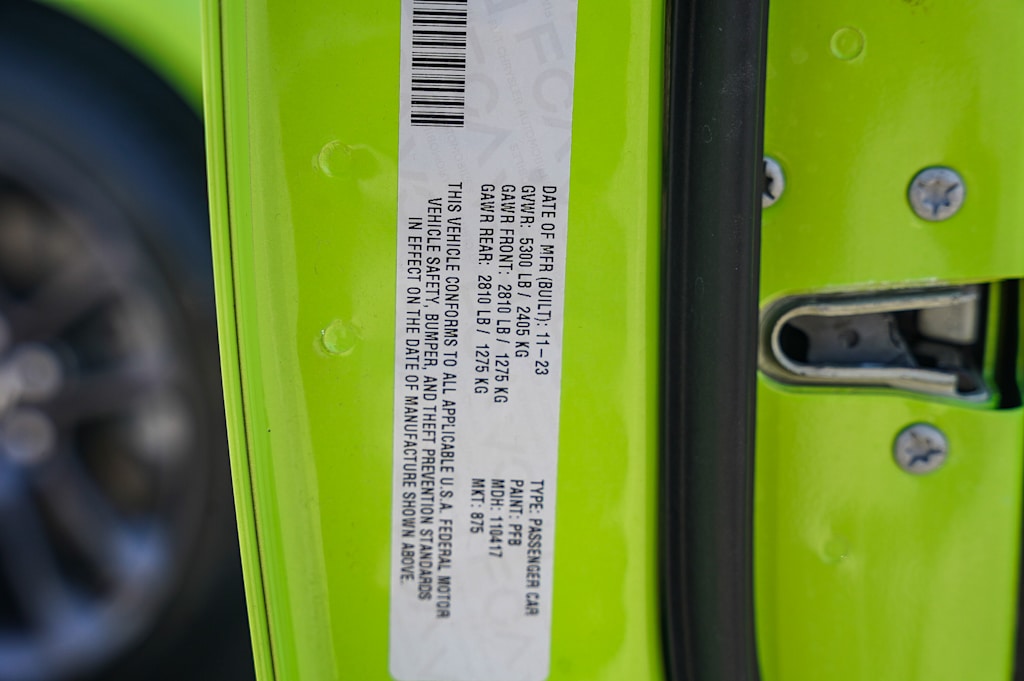 DATE OF MFR (BUILT): 11-23
GVWR: 5300 LB / 2405 KG
GAWR FRONT: 2810 LB / 1275 KG
GAWR REAR: 2810 LB / 1275 KG
TYPE: PASSENGER CAR
PAINT: PFB
MDH: 110417
MKT: 875
THIS VEHICLE CONFORMS TO ALL APPLICABLE U.S.A. FEDERAL MOTOR
VEHICLE SAFETY, BUMPER, AND THEFT PREVENTION STANDARDS
IN EFFECT ON THE DATE OF MANUFACTURE SHOWN ABOVE.
FCA